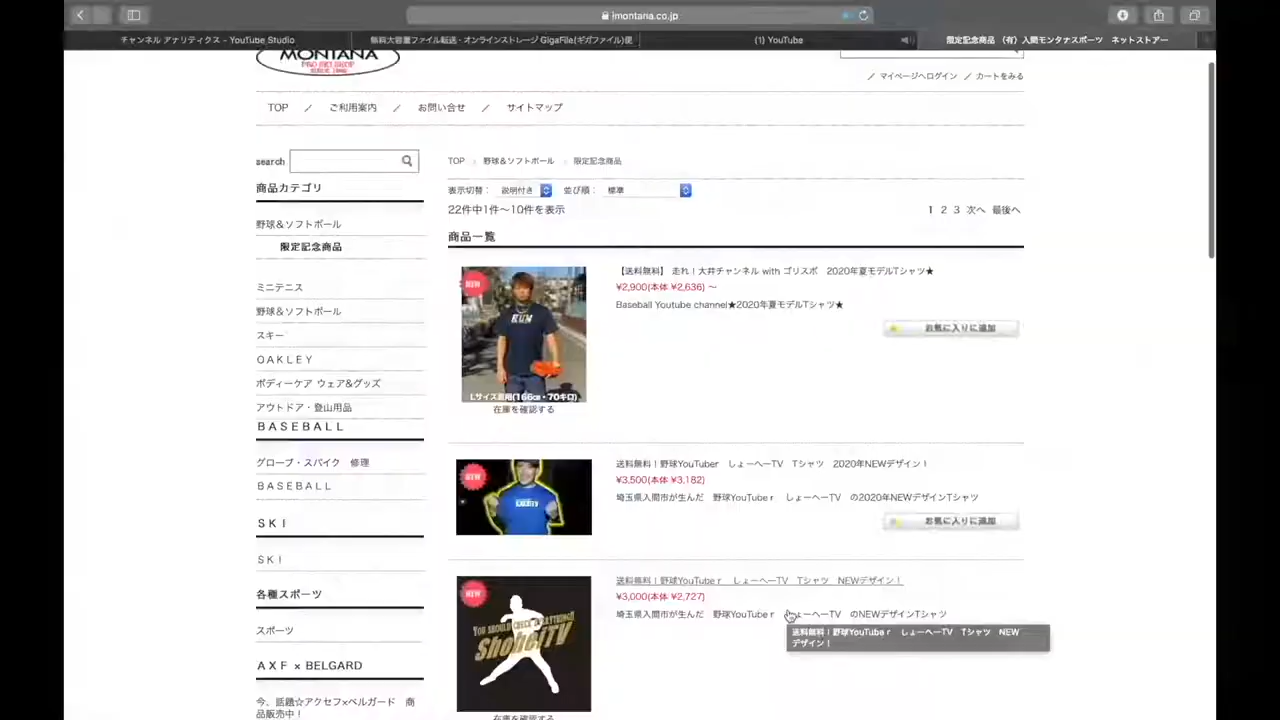 lmontana.co.jp
チャンネル アナリティクス - YouTube Studio
無料大容量ファイル転送・オンラインストレージ GigaFile(ギガファイル)便
(1) YouTube
限定記念商品 （有）入間モンタナスポーツ ネットストアー
MONTANA
PRO SKI SHOP
／ マイページへログイン ／ カートをみる
TOP ／ ご利用案内 ／ お問い合せ ／ サイトマップ
search
TOP 野球＆ソフトボール 限定記念商品
商品カテゴリ
表示切替： 説明付き 並び順： 標準
22件中1件～10件を表示
1 2 3 次へ 最後へ
野球＆ソフトボール
限定記念商品
商品一覧
ミニテニス
野球＆ソフトボール
スキー
ＯＡＫＬＥＹ
ボディーケア ウェア&グッズ
アウトドア・登山用品
ＢＡＳＥＢＡＬＬ
グローブ・スパイク 修理
ＢＡＳＥＢＡＬＬ
ＳＫＩ
ＳＫＩ
各種スポーツ
スポーツ
ＡＸＦ × BELGARD
今、話題☆アクセフ×ベルガード 商
品販売中！
NEW
RUN
Lサイズ着用(166㎝・70キロ)
在庫を確認する
【送料無料】 走れ！大井チャンネル with ゴリスポ 2020年夏モデルTシャツ★
¥2,900(本体 ¥2,636) ～
Baseball Youtube channel★2020年夏モデルTシャツ★
お気に入りに追加
NEW
送料無料！野球YouTuber しょーへーTV Tシャツ 2020年NEWデザイン！
¥3,500(本体 ¥3,182)
埼玉県入間市が生んだ 野球YouTubeｒ しょーへーTV の2020年NEWデザインTシャツ
お気に入りに追加
NEW
YOU SHOULD CHECK EVERYTHING!!
ShoheiTV
送料無料！野球YouTubeｒ しょーへーTV Tシャツ NEWデザイン！
¥3,000(本体 ¥2,727)
埼玉県入間市が生んだ 野球YouTubeｒ しょーへーTV のNEWデザインTシャツ
送料無料！野球YouTubeｒ しょーへーTV Tシャツ NEW
デザイン！
在庫を確認する